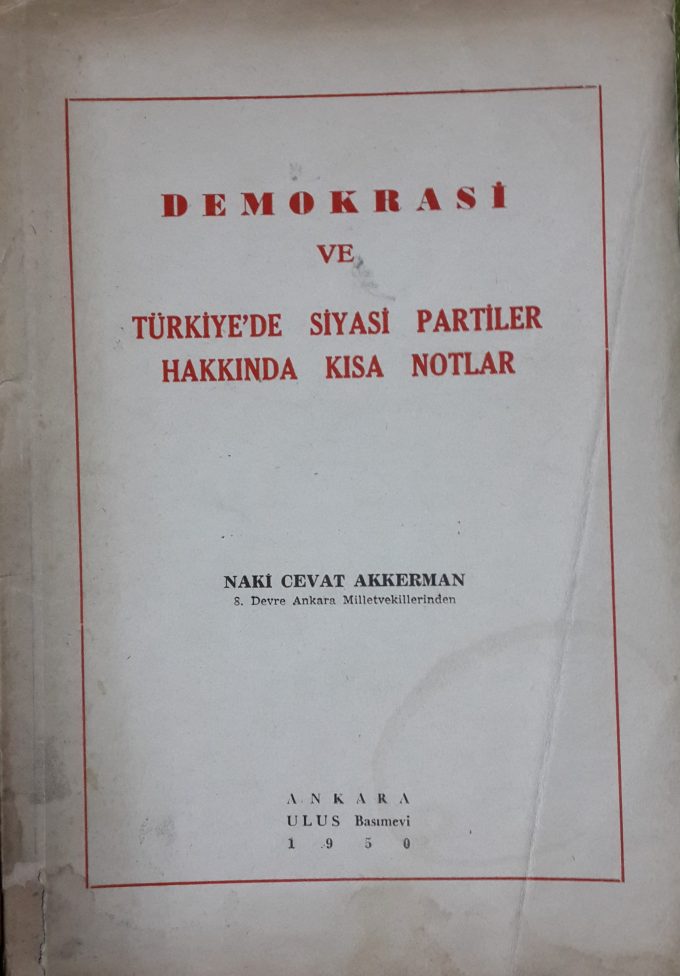 DEMOKRASİ
VE
TÜRKİYE'DE SİYASİ PARTİLER
HAKKINDA KISA NOTLAR
NAKİ CEVAT AKKERMAN
8. Devre Ankara Milletvekillerinden
ANKARA
ULUS Basımevi
1950